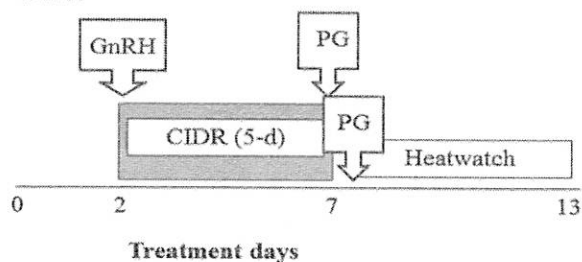 GnRH
PG
CIDR (5-d)
PG
Heatwatch
0 2 7 13
Treatment days